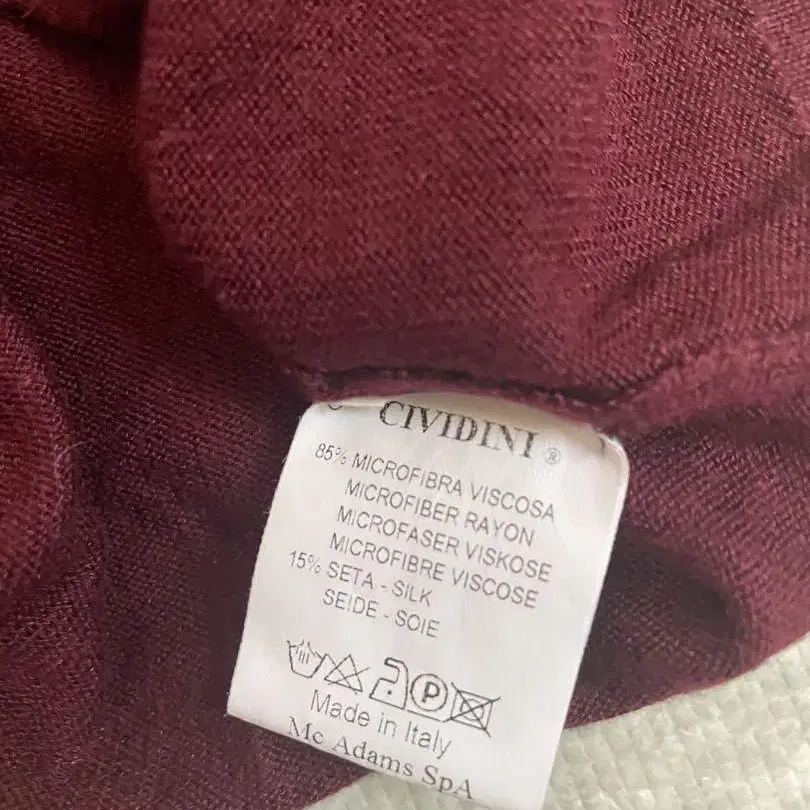 CIVIDINI ®
85% MICROFIBRA VISCOSA
MICROFIBER RAYON
MICROFASER VISKOSE
MICROFIBRE VISCOSE
15% SETA - SILK
SEIDE - SOIE
P
Made in Italy
Mc Adams SpA